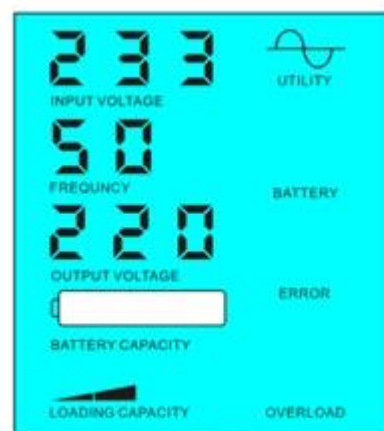 233
UTILITY
INPUT VOLTAGE
50
FREQUNCY
BATTERY
220
OUTPUT VOLTAGE
ERROR
BATTERY CAPACITY
LOADING CAPACITY
OVERLOAD